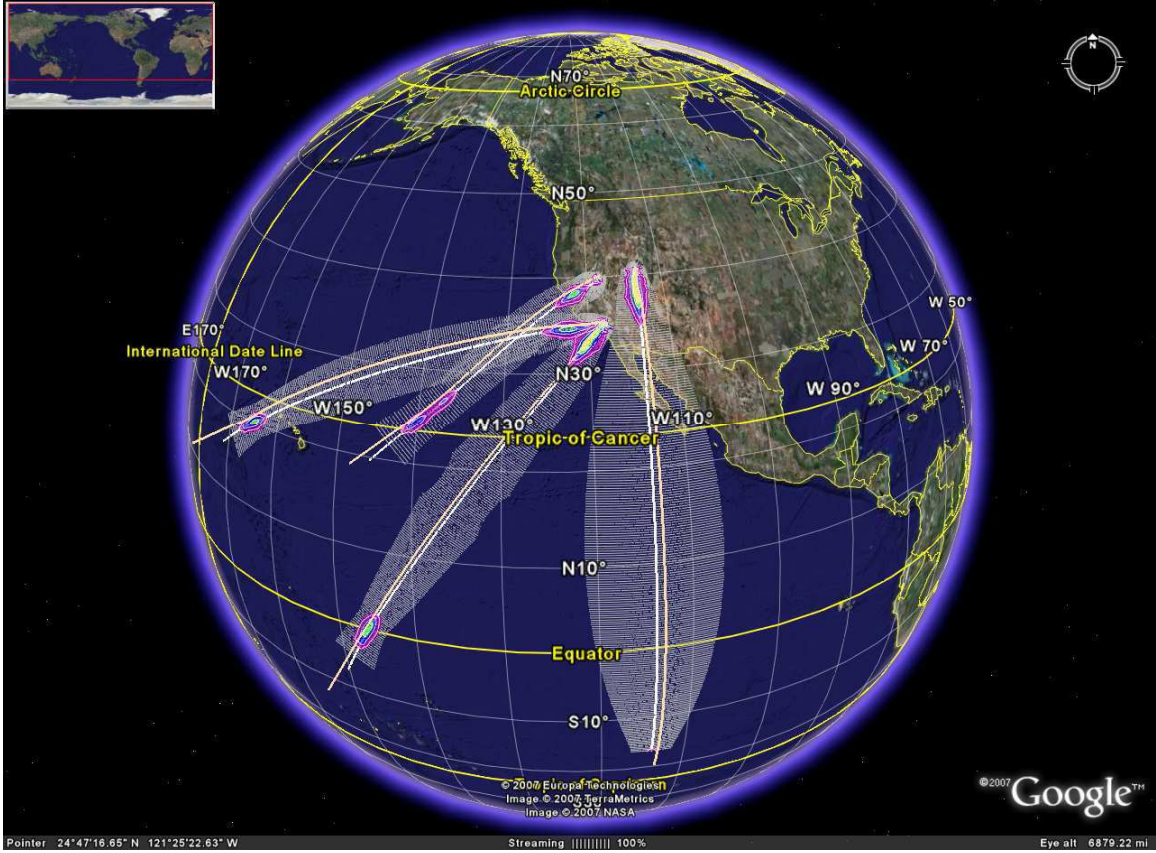 N
N70°
Arctic Circle
N50°
W 50°
E170°
International Date Line
W170°
W 70°
N30°
W 90°
W150°
W130°
W110°
Tropic of Cancer
N10°
Equator
S10°
© 2007 Europa Technologies
Image © 2007 TerraMetrics
Image © 2007 NASA
©2007 Google™
Pointer 24°47'16.65" N 121°25'22.63" W
Streaming |||||||||| 100%
Eye alt 6879.22 mi